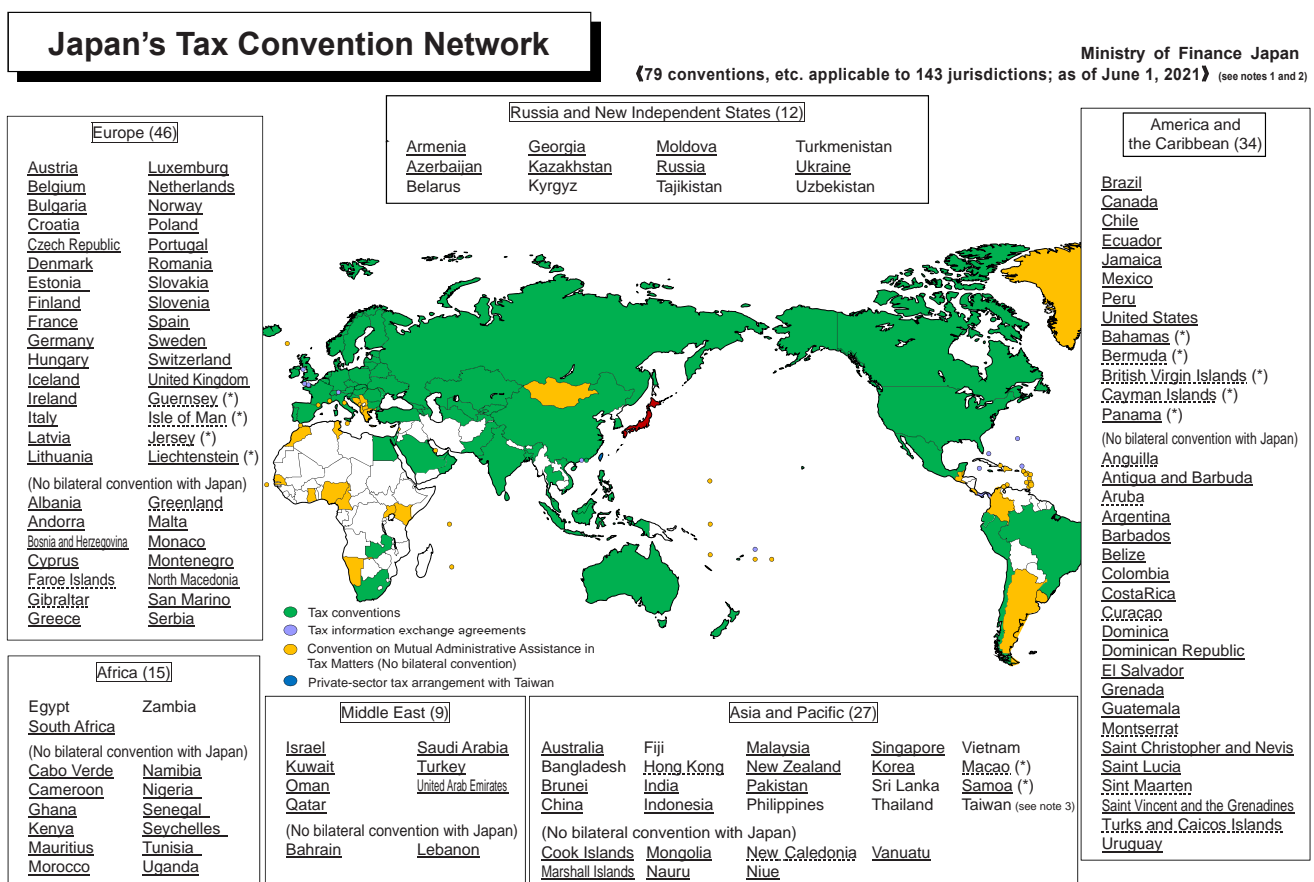 Japan's Tax Convention Network
Ministry of Finance Japan
《79 conventions, etc. applicable to 143 jurisdictions; as of June 1, 2021》 (see notes 1 and 2)
Europe (46)
Austria Luxemburg
Belgium Netherlands
Bulgaria Norway
Croatia Poland
Czech Republic Portugal
Denmark Romania
Estonia Slovakia
Finland Slovenia
France Spain
Germany Sweden
Hungary Switzerland
Iceland United Kingdom
Ireland Guernsey (*)
Italy Isle of Man (*)
Latvia Jersey (*)
Lithuania Liechtenstein (*)
(No bilateral convention with Japan)
Albania Greenland
Andorra Malta
Bosnia and Herzegovina Monaco
Cyprus Montenegro
Faroe Islands North Macedonia
Gibraltar San Marino
Greece Serbia
Russia and New Independent States (12)
Armenia Georgia Moldova Turkmenistan
Azerbaijan Kazakhstan Russia Ukraine
Belarus Kyrgyz Tajikistan Uzbekistan
America and
the Caribbean (34)
Brazil
Canada
Chile
Ecuador
Jamaica
Mexico
Peru
United States
Bahamas (*)
Bermuda (*)
British Virgin Islands (*)
Cayman Islands (*)
Panama (*)
(No bilateral convention with Japan)
Anguilla
Antigua and Barbuda
Aruba
Argentina
Barbados
Belize
Colombia
CostaRica
Curacao
Dominica
Dominican Republic
El Salvador
Grenada
Guatemala
Montserrat
Saint Christopher and Nevis
Saint Lucia
Sint Maarten
Saint Vincent and the Grenadines
Turks and Caicos Islands
Uruguay
Tax conventions
Tax information exchange agreements
Convention on Mutual Administrative Assistance in
Tax Matters (No bilateral convention)
Private-sector tax arrangement with Taiwan
Africa (15)
Egypt Zambia
South Africa
(No bilateral convention with Japan)
Cabo Verde Namibia
Cameroon Nigeria
Ghana Senegal
Kenya Seychelles
Mauritius Tunisia
Morocco Uganda
Middle East (9)
Israel Saudi Arabia
Kuwait Turkey
Oman United Arab Emirates
Qatar
(No bilateral convention with Japan)
Bahrain Lebanon
Asia and Pacific (27)
Australia Fiji Malaysia Singapore Vietnam
Bangladesh Hong Kong New Zealand Korea Macao (*)
Brunei India Pakistan Sri Lanka Samoa (*)
China Indonesia Philippines Thailand Taiwan (see note 3)
(No bilateral convention with Japan)
Cook Islands Mongolia New Caledonia Vanuatu
Marshall Islands Nauru Niue